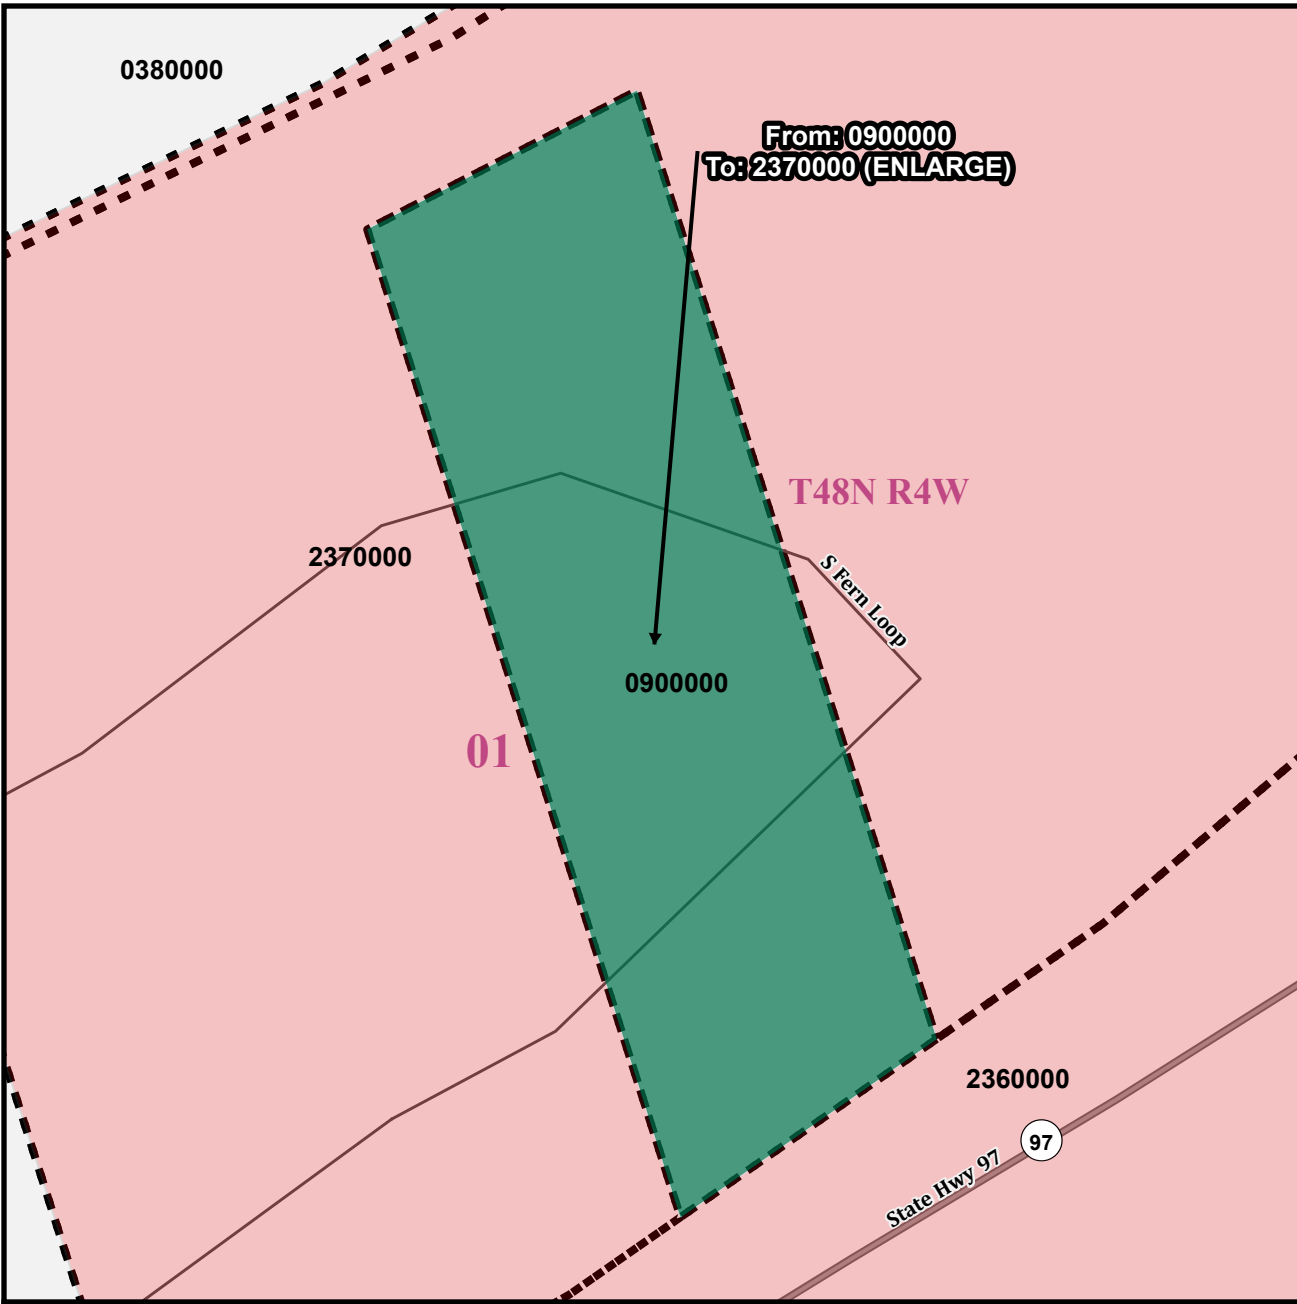 0380000
From: 0900000
To: 2370000 (ENLARGE)
T48N R4W
2370000
S Fern Loop
0900000
01
2360000
97
State Hwy 97